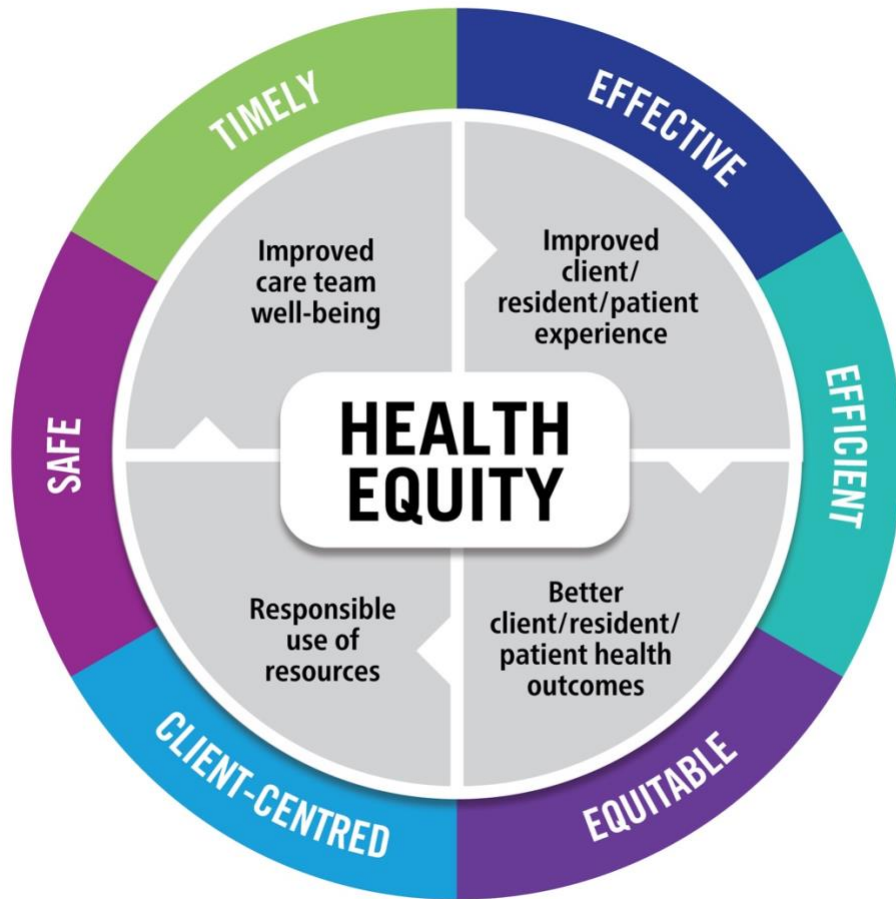 TIMELY
EFFECTIVE
EFFICIENT
EQUITABLE
CLIENT-CENTRED
SAFE
Improved
care team
well-being
Improved
client/
resident/patient
experience
HEALTH
EQUITY
Responsible
use of
resources
Better
client/resident/
patient health
outcomes